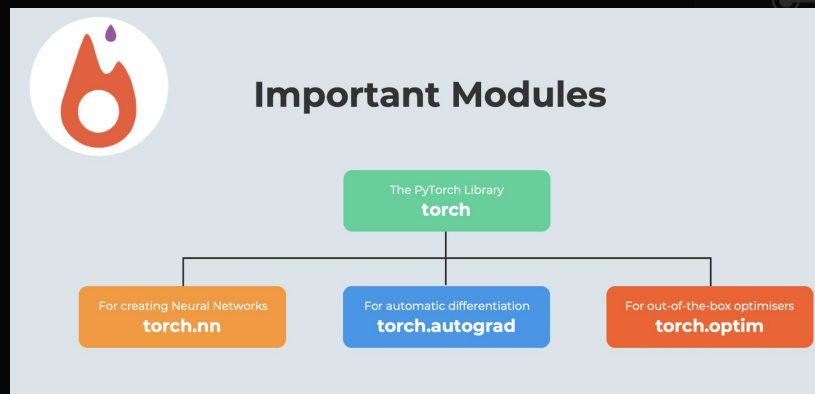 Important Modules
The PyTorch Library
torch
For creating Neural Networks
torch.nn
For automatic differentiation
torch.autograd
For out-of-the-box optimisers
torch.optim